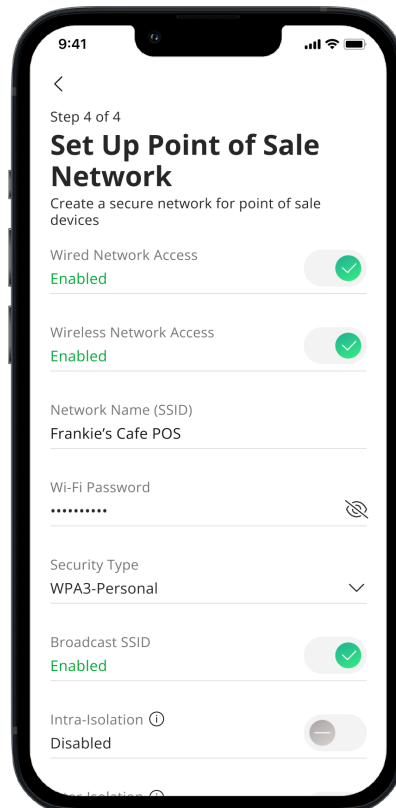 9:41
Step 4 of 4
Set Up Point of Sale
Network
Create a secure network for point of sale
devices
Wired Network Access
Enabled
Wireless Network Access
Enabled
Network Name (SSID)
Frankie’s Cafe POS
Wi-Fi Password
••••••••••
Security Type
WPA3-Personal
Broadcast SSID
Enabled
Intra-Isolation
Disabled